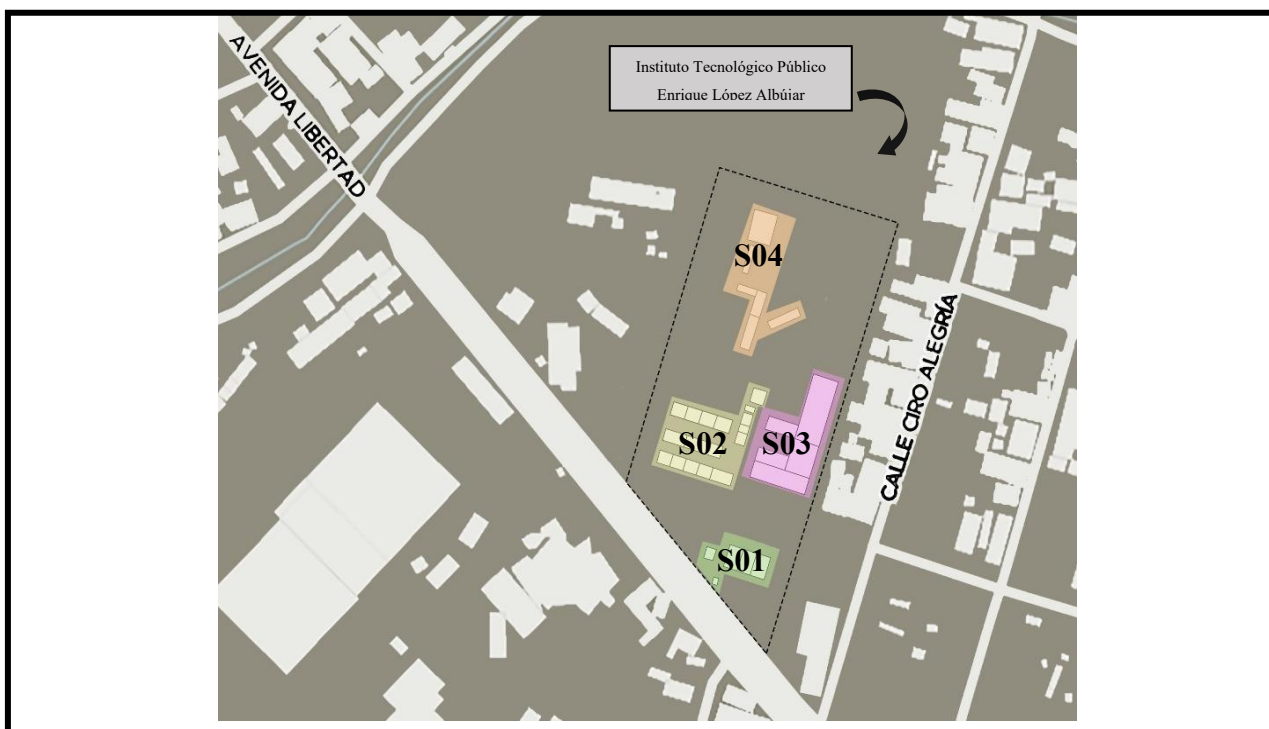 AVENIDA LIBERTAD
Instituto Tecnológico Público
Enrique López Albújar
S04
CALLE CIRO ALEGRÍA
S02
S03
S01